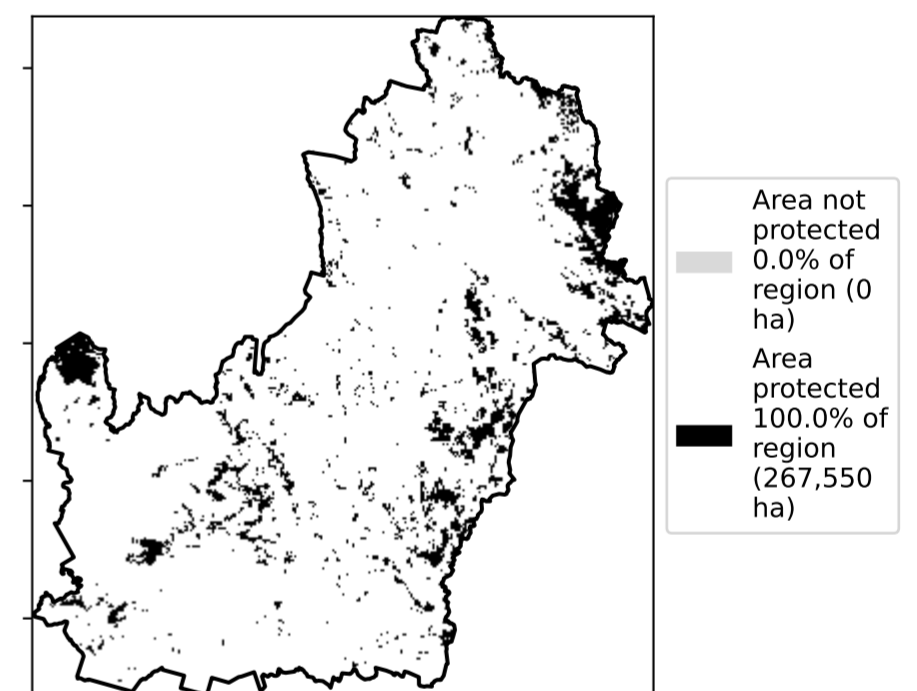 Area not
protected
0.0% of
region (0
ha)
Area
protected
100.0% of
region
(267,550
ha)